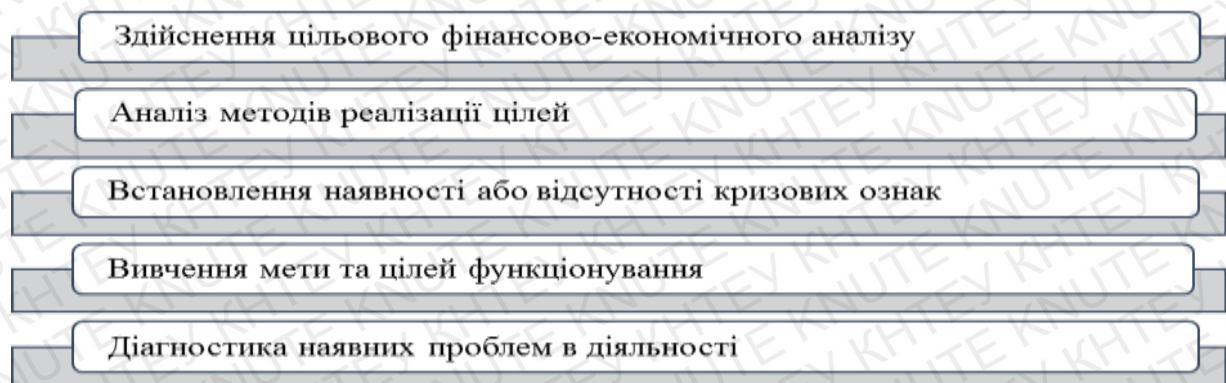 Здійснення цільового фінансово-економічного аналізу
Аналіз методів реалізації цілей
Встановлення наявності або відсутності кризових ознак
Вивчення мети та цілей функціонування
Діагностика наявних проблем в діяльності